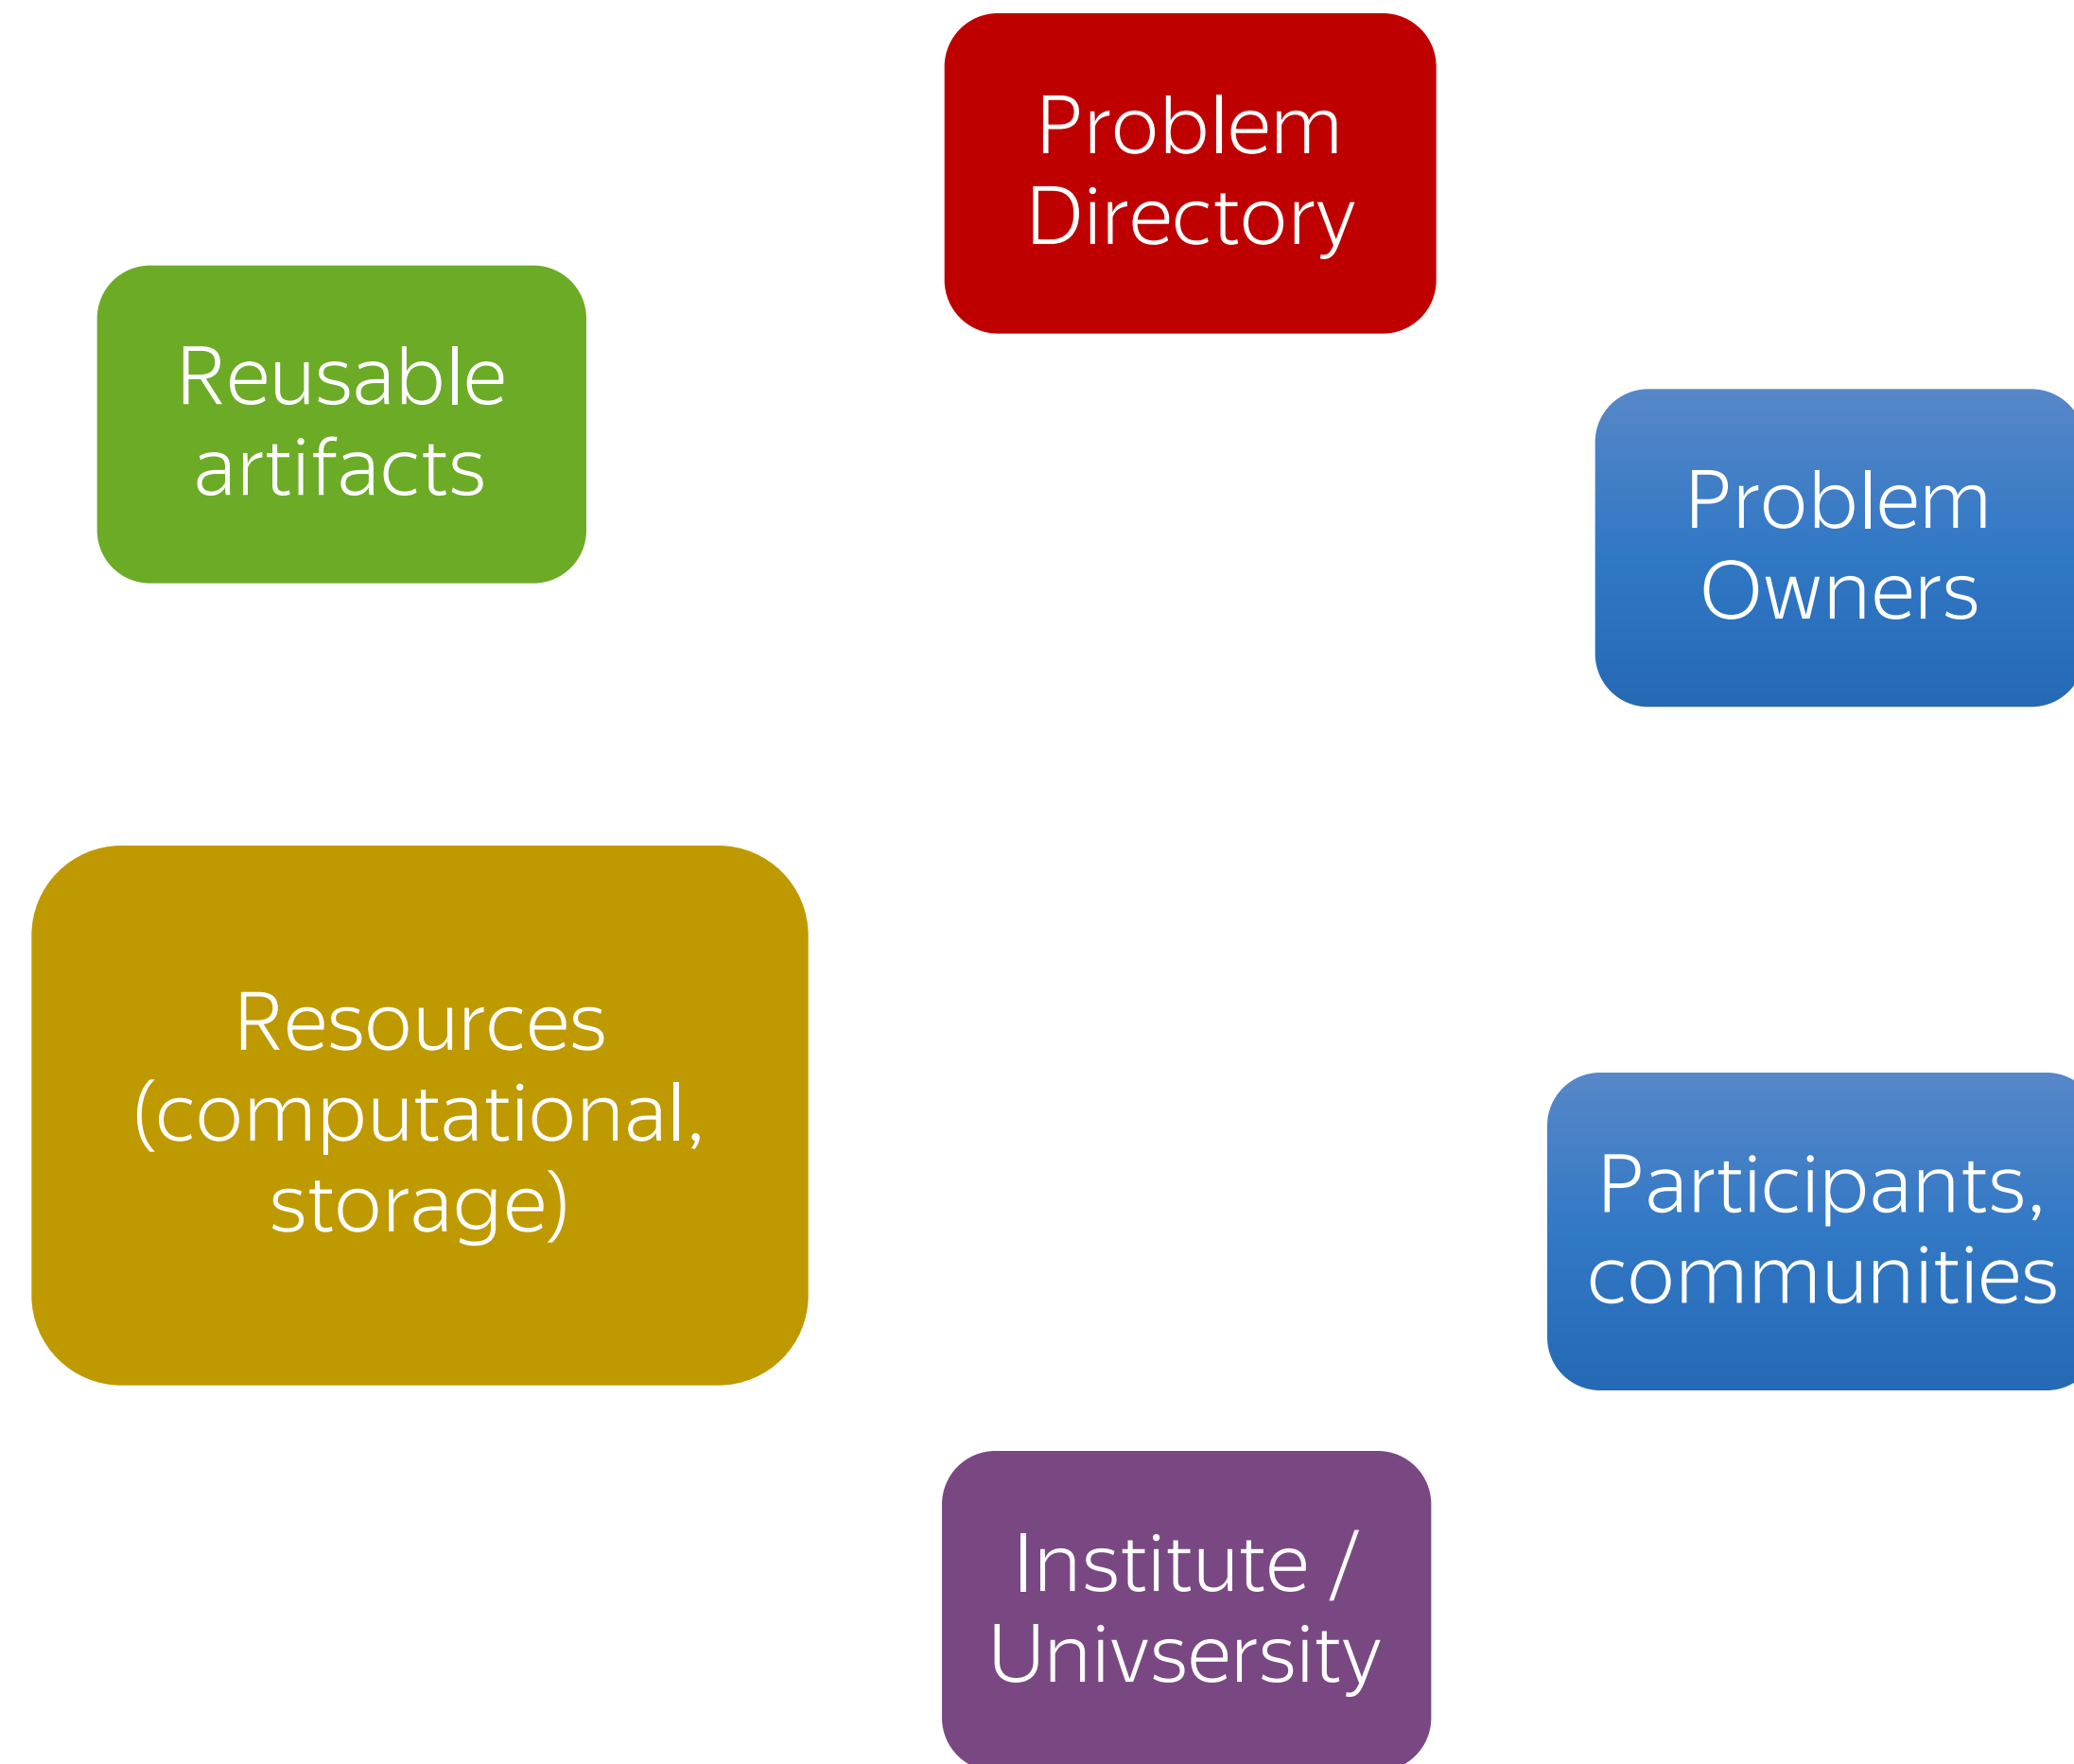 Problem
Directory
Reusable
artifacts
Problem
Owners
Resources
(computational,
storage)
Participants,
communities
Institute /
Univsersity